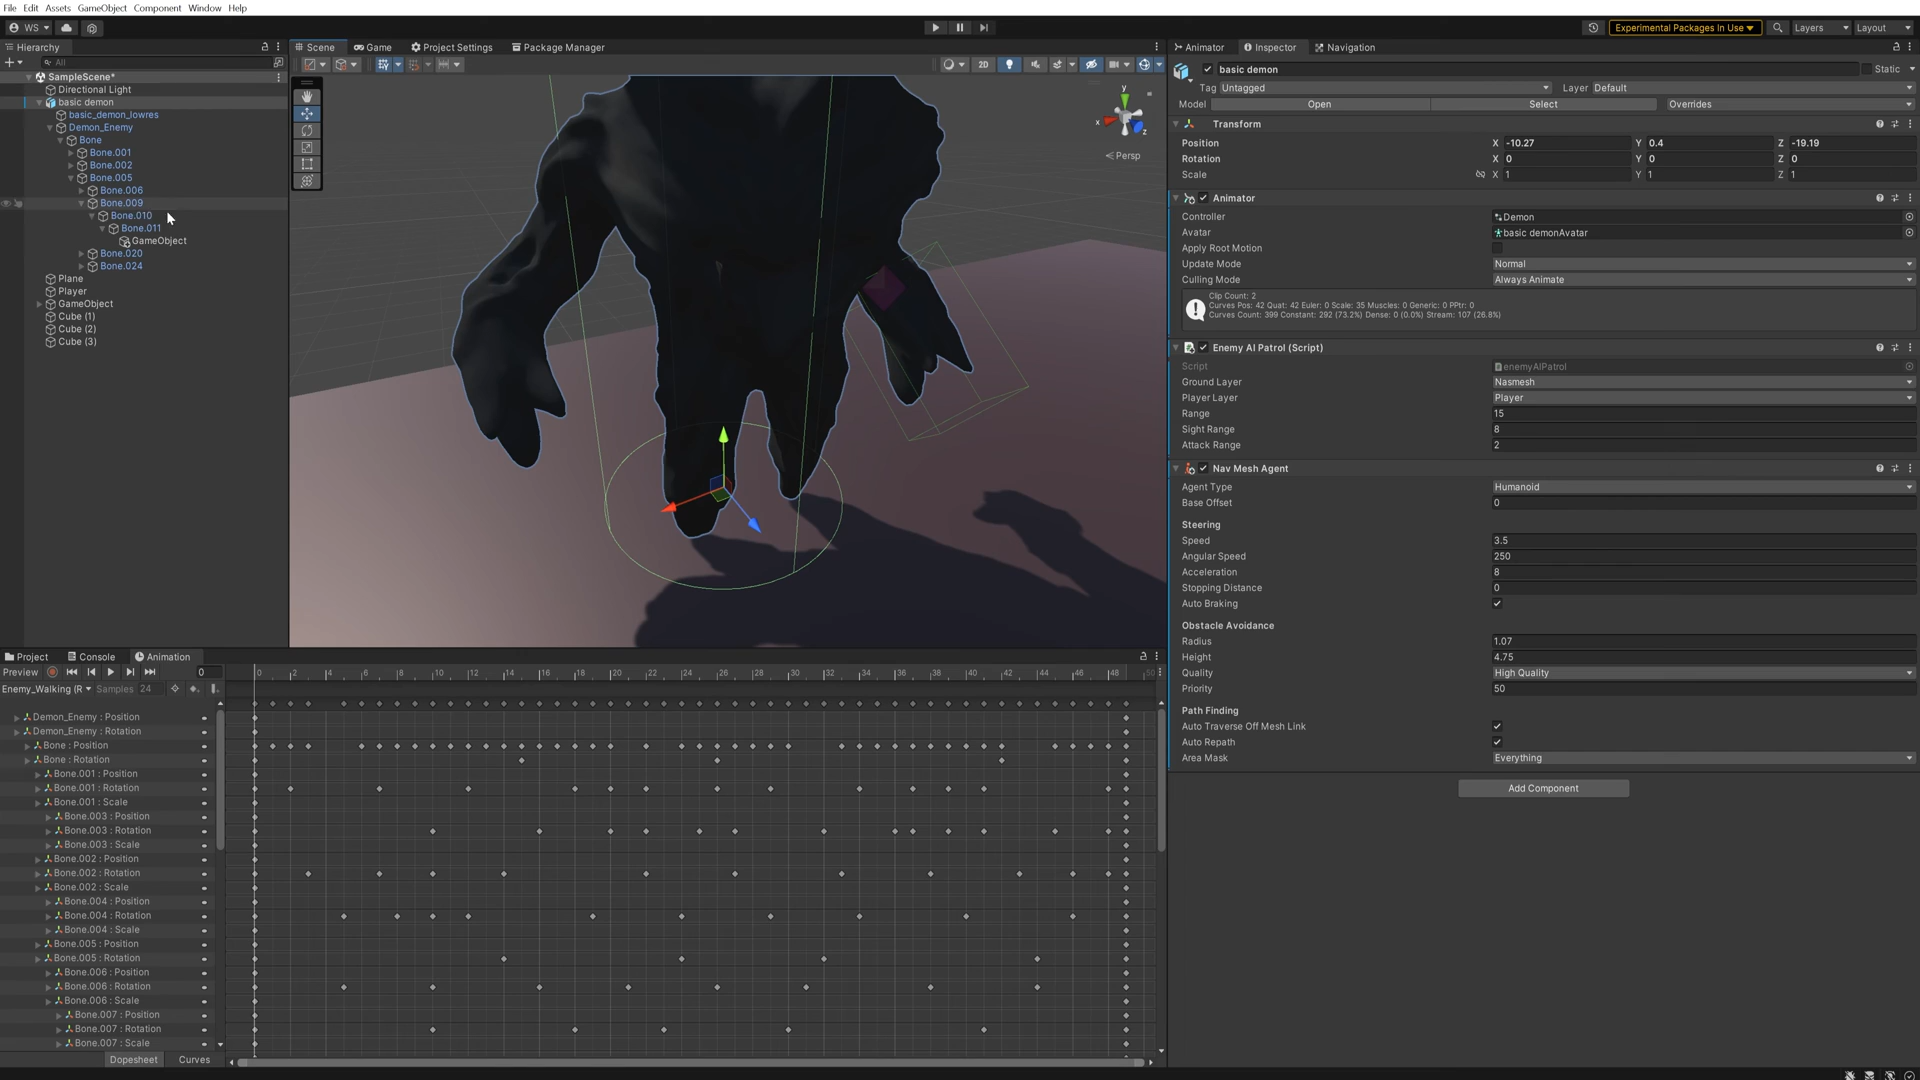 File Edit Assets GameObject Component Window Help
WS
Experimental Packages In Use
Layers
Layout
Hierarchy
Scene
Game
Project Settings
Package Manager
Animator
Inspector
Navigation
All
2D
SampleScene*
Directional Light
basic demon
basic_demon_lowres
Demon_Enemy
Bone
Bone.001
Bone.002
Bone.005
Bone.006
Bone.009
Bone.010
Bone.011
GameObject
Bone.020
Bone.024
Plane
Player
GameObject
Cube (1)
Cube (2)
Cube (3)
y
x
z
Persp
basic demon
Static
Tag Untagged
Layer Default
Model Open Select Overrides
Transform
Position X -10.27 Y 0.4 Z -19.19
Rotation X 0 Y 0 Z 0
Scale X 1 Y 1 Z 1
Animator
Controller Demon
Avatar basic demonAvatar
Apply Root Motion
Update Mode Normal
Culling Mode Always Animate
Clip Count: 2
Curves Pos: 42 Quat: 42 Euler: 0 Scale: 35 Muscles: 0 Generic: 0 PPtr: 0
Curves Count: 399 Constant: 292 (73.2%) Dense: 0 (0.0%) Stream: 107 (26.8%)
Enemy AI Patrol (Script)
Script enemyAIPatrol
Ground Layer Nasmesh
Player Layer Player
Range 15
Sight Range 8
Attack Range 2
Nav Mesh Agent
Agent Type Humanoid
Base Offset 0
Steering
Speed 3.5
Angular Speed 250
Acceleration 8
Stopping Distance 0
Auto Braking
Obstacle Avoidance
Radius 1.07
Height 4.75
Quality High Quality
Priority 50
Path Finding
Auto Traverse Off Mesh Link
Auto Repath
Area Mask Everything
Add Component
Project
Console
Animation
Preview
0
0 2 4 6 8 10 12 14 16 18 20 22 24 26 28 30 32 34 36 38 40 42 44 46 48 50
Enemy_Walking (R
Samples 24
Demon_Enemy : Position
Demon_Enemy : Rotation
Bone : Position
Bone : Rotation
Bone.001 : Position
Bone.001 : Rotation
Bone.001 : Scale
Bone.003 : Position
Bone.003 : Rotation
Bone.003 : Scale
Bone.002 : Position
Bone.002 : Rotation
Bone.002 : Scale
Bone.004 : Position
Bone.004 : Rotation
Bone.004 : Scale
Bone.005 : Position
Bone.005 : Rotation
Bone.006 : Position
Bone.006 : Rotation
Bone.006 : Scale
Bone.007 : Position
Bone.007 : Rotation
Bone.007 : Scale
Dopesheet
Curves